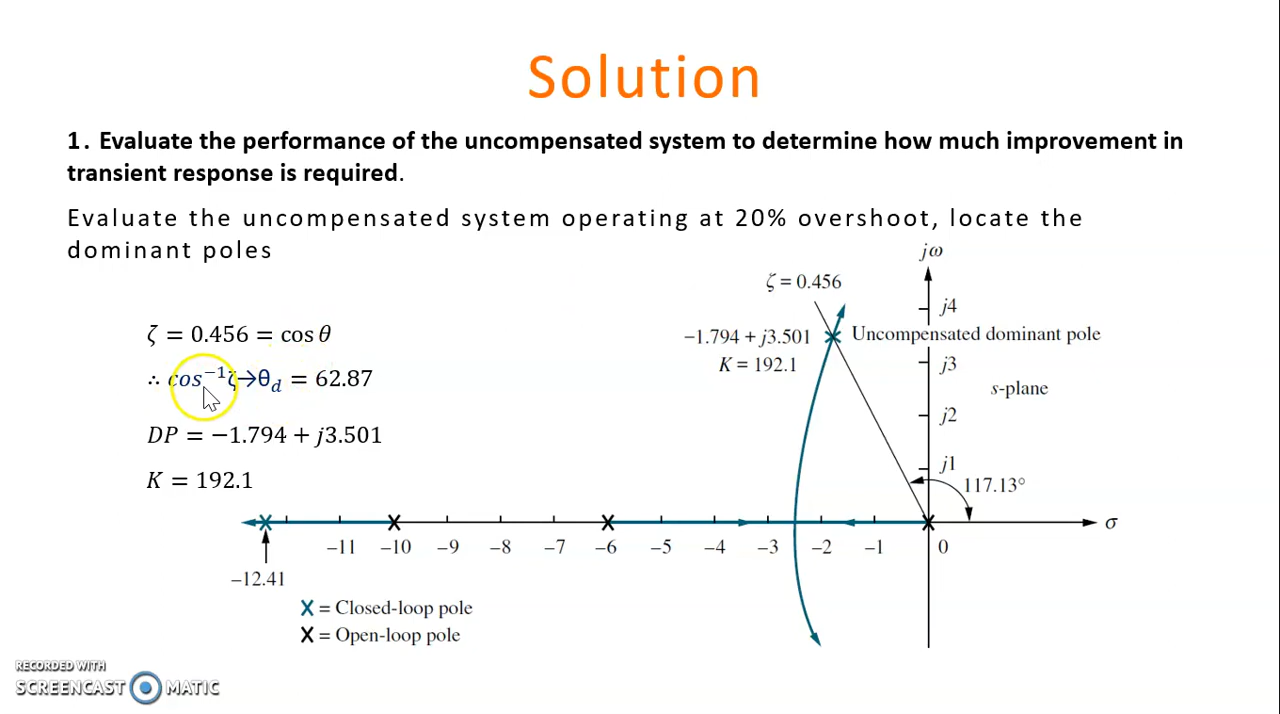 Solution
1. Evaluate the performance of the uncompensated system to determine how much improvement in
transient response is required.
Evaluate the uncompensated system operating at 20% overshoot, locate the
dominant poles
ζ = 0.456 = cos θ
∴ cos⁻¹ζ→θ_d = 62.87
DP = −1.794 + j3.501
K = 192.1
jω
ζ = 0.456
j4
−1.794 + j3.501
Uncompensated dominant pole
K = 192.1
j3
s-plane
j2
j1
117.13°
σ
−11 −10 −9 −8 −7 −6 −5 −4 −3 −2 −1 0
−12.41
X = Closed-loop pole
X = Open-loop pole
RECORDED WITH
SCREENCAST MATIC